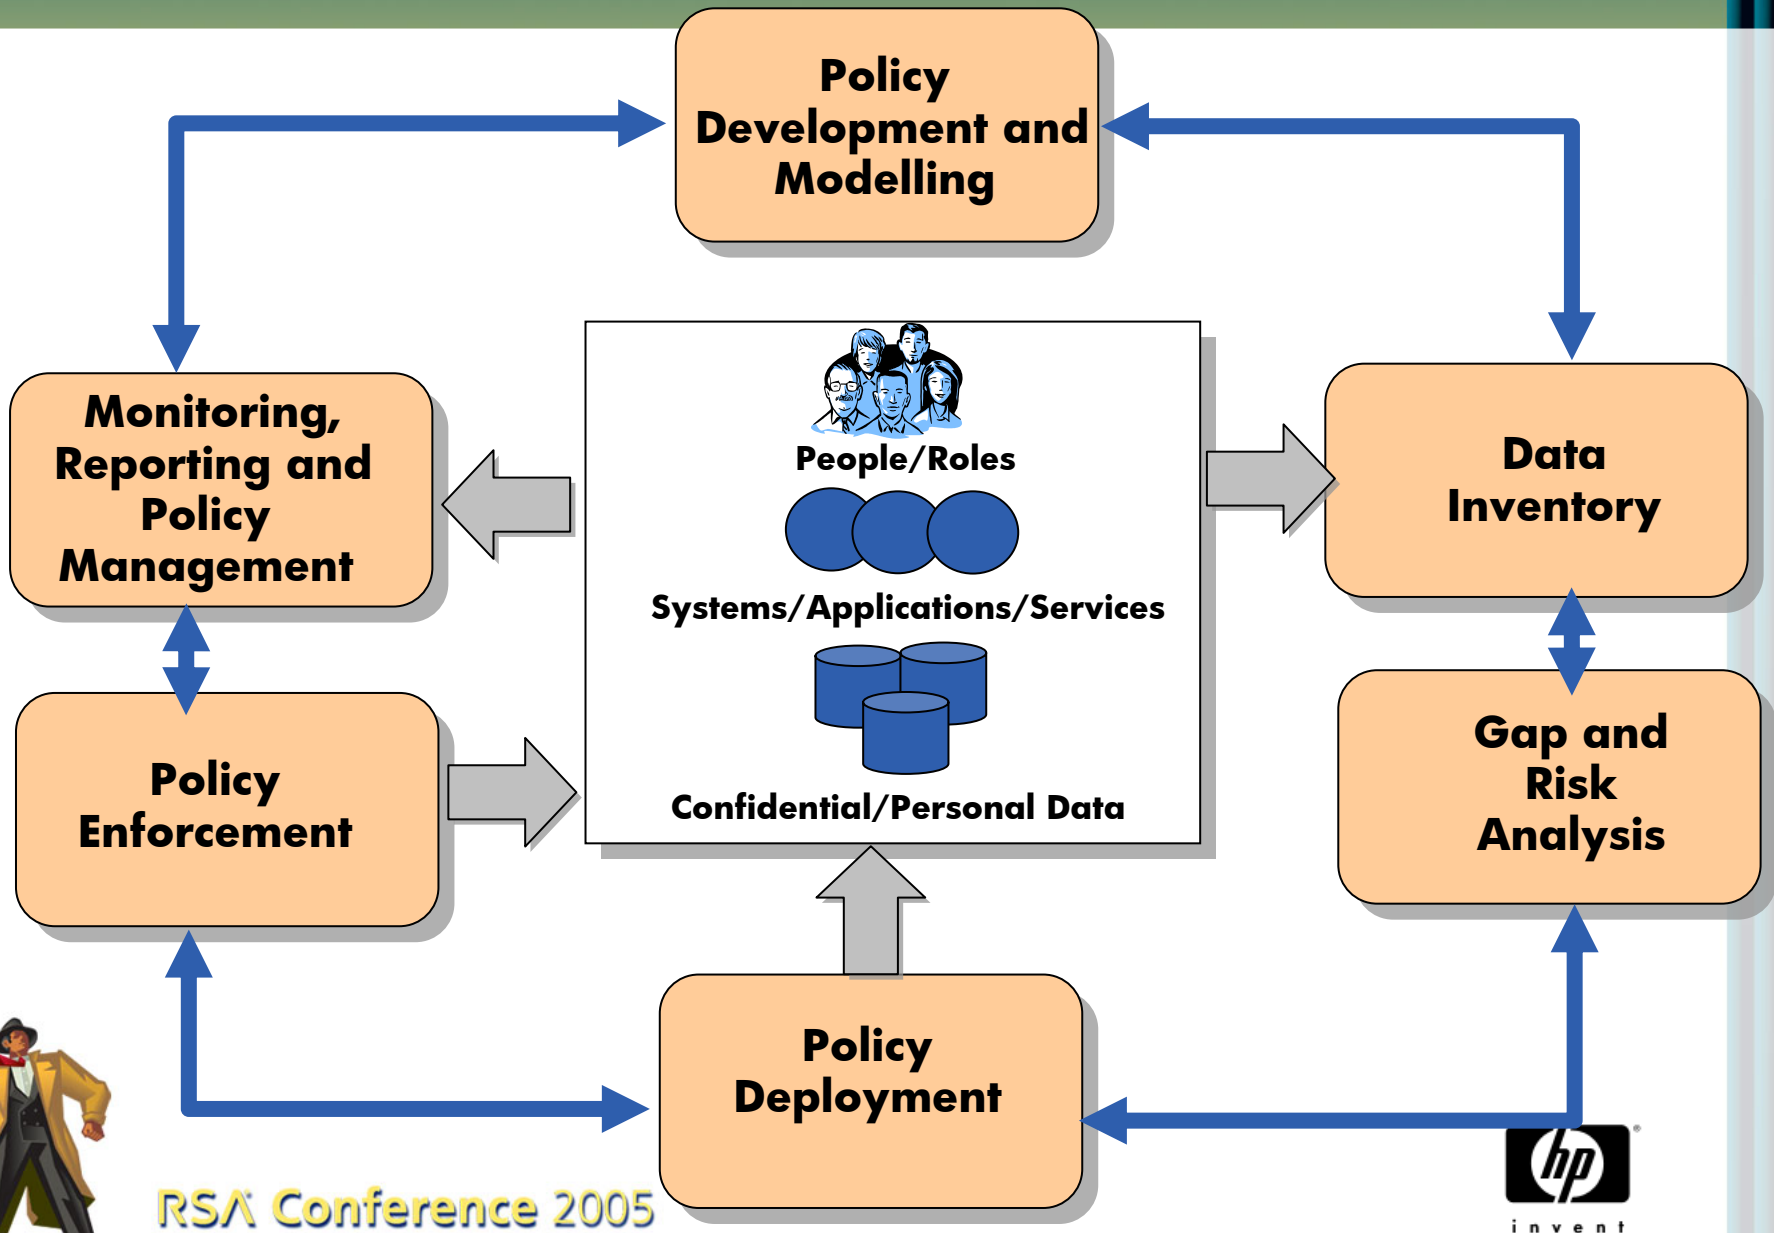 Policy
Development and
Modelling
Monitoring,
Reporting and
Policy
Management
People/Roles
Systems/Applications/Services
Confidential/Personal Data
Data
Inventory
Policy
Enforcement
Gap and
Risk
Analysis
Policy
Deployment
RSA Conference 2005
hp
®
invent